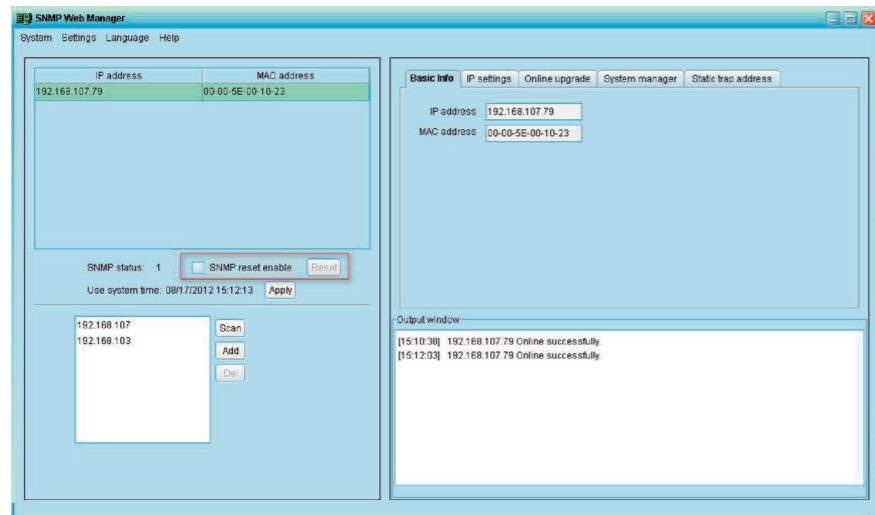 SNMP Web Manager
System Settings Language Help
IP address MAC address
192.168.107.79 00-00-5E-00-10-23
SNMP status: 1 SNMP reset enable Reset
Use system time: 08/17/2012 15:12:13 Apply
192.168.107
192.168.103
Scan
Add
Del
Basic Info IP settings Online upgrade System manager Static trap address
IP address 192.168.107.79
MAC address 00-00-5E-00-10-23
Output window
[15:10:38] 192.168.107.79 Online successfully.
[15:12:03] 192.168.107.79 Online successfully.